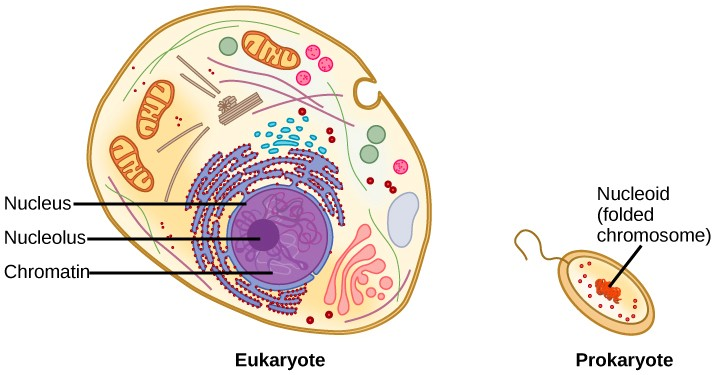 Nucleus
Nucleolus
Chromatin
Eukaryote
Nucleoid
(folded
chromosome)
Prokaryote